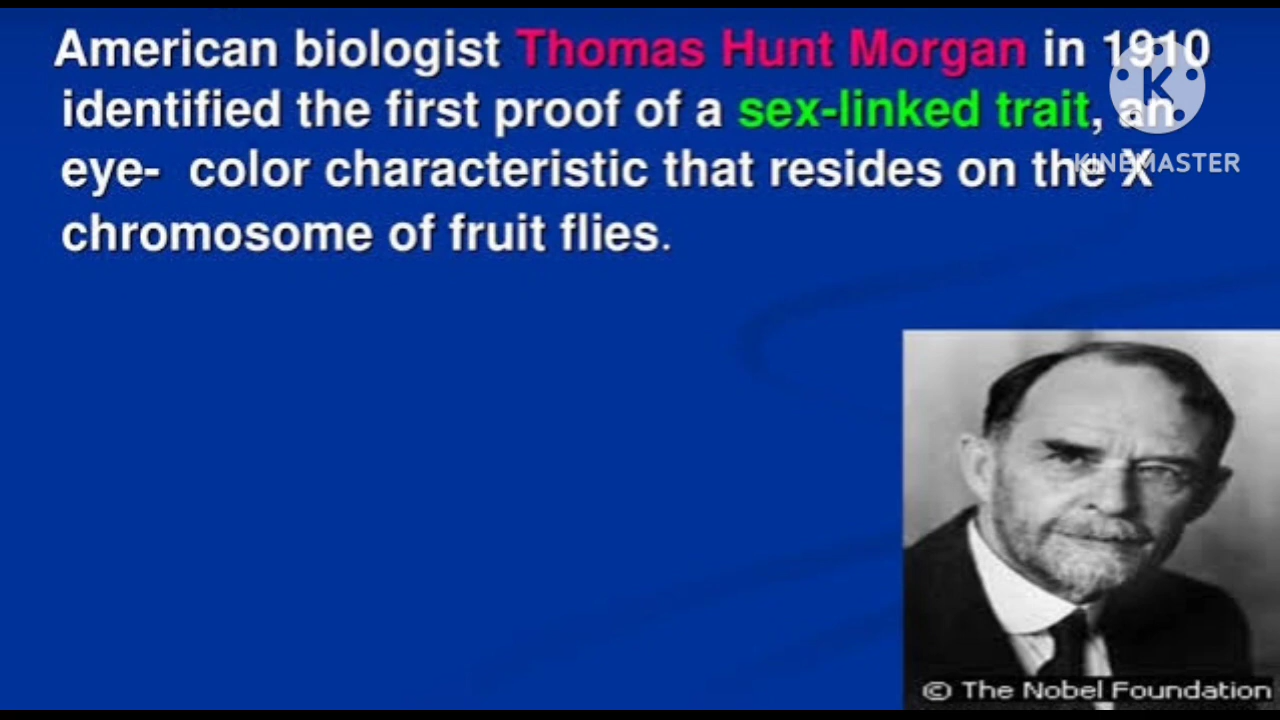 American biologist Thomas Hunt Morgan in 1910
identified the first proof of a sex-linked trait, an
eye- color characteristic that resides on the X
chromosome of fruit flies.
K
KINEMASTER
© The Nobel Foundation